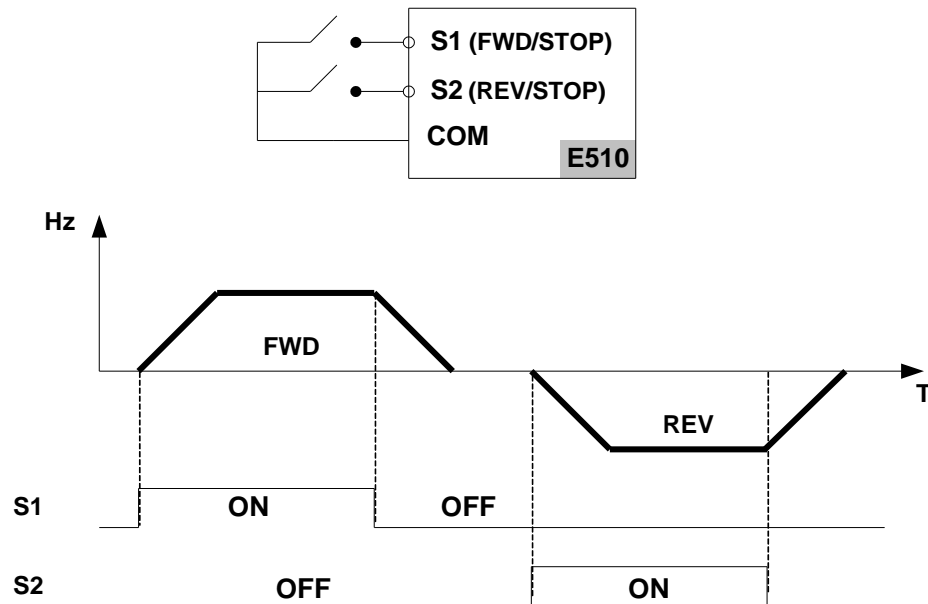 S1 (FWD/STOP)
S2 (REV/STOP)
COM
E510
Hz
FWD
T
REV
S1 ON OFF
S2 OFF ON